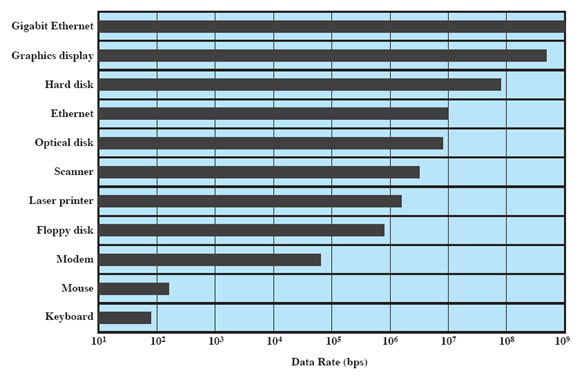 Gigabit Ethernet
Graphics display
Hard disk
Ethernet
Optical disk
Scanner
Laser printer
Floppy disk
Modem
Mouse
Keyboard
10¹ 10² 10³ 10⁴ 10⁵ 10⁶ 10⁷ 10⁸ 10⁹
Data Rate (bps)